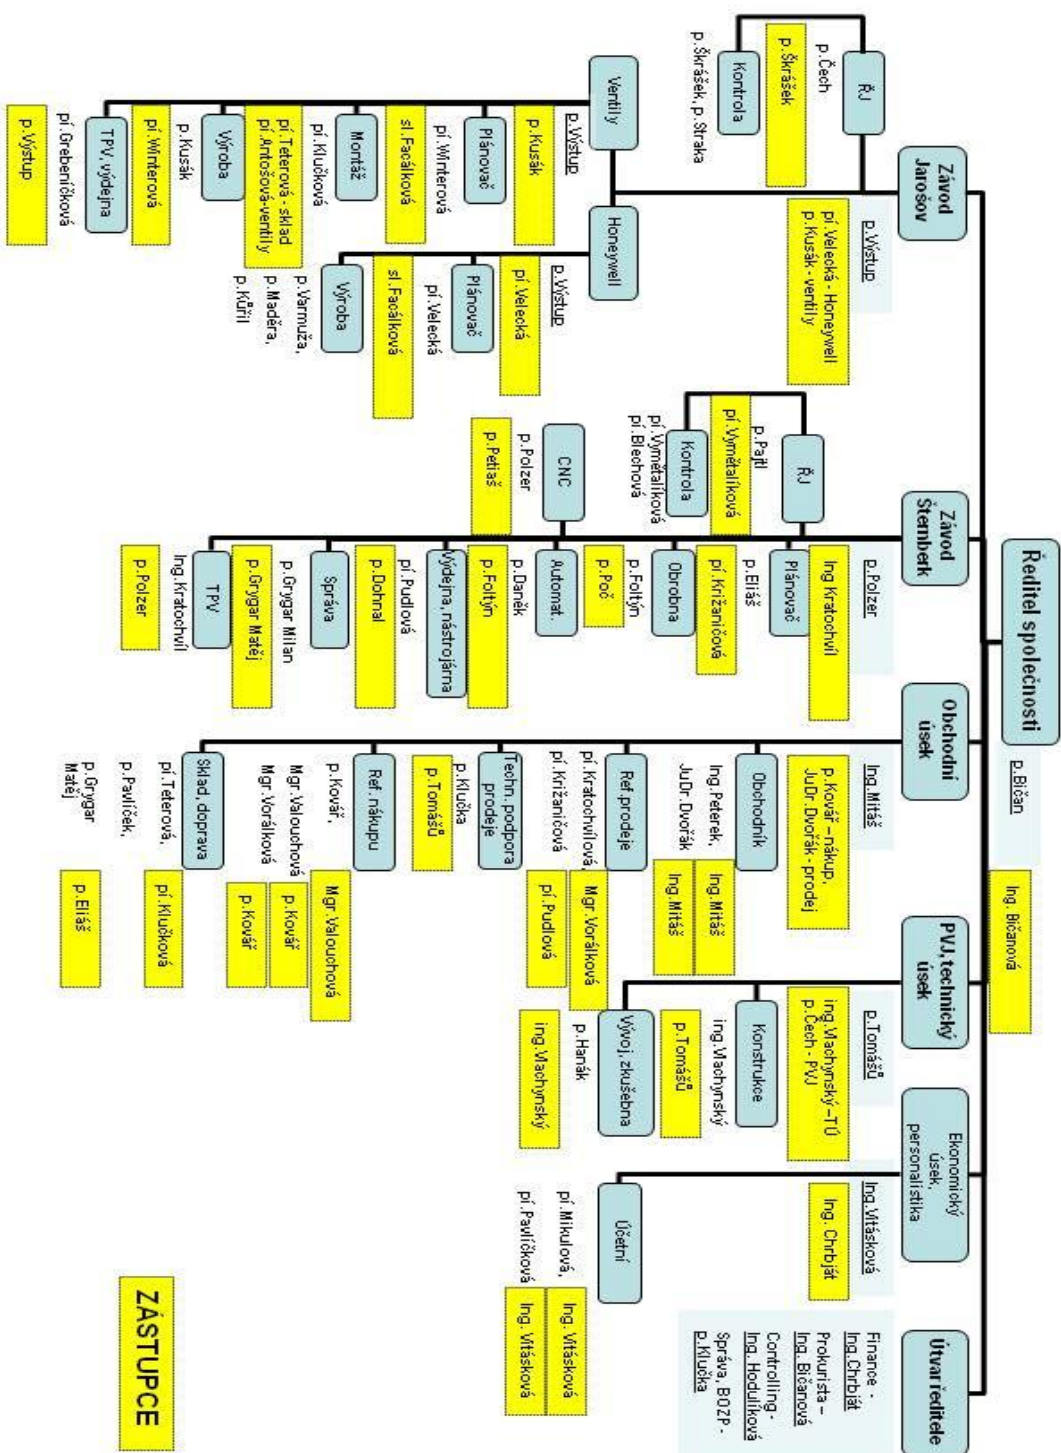 Ředitel společnosti
p.Bičan
Ing. Bičanová
Závod
Jarošov
p.Výstup
pí.Velecká - Honeywell
p.Kusák - ventily
ŘJ
p.Čech
p.Škrášek
Kontrola
p.Škrášek, p.Straka
Ventily
p.Výstup
p.Kusák
Plánovač
pí.Winterová
sl.Facálková
Montáž
pí.Klučková
pí.Teterová - sklad
pí.Antošová-ventily
Výroba
p.Kusák
pí.Winterová
TPV, výdejna
pí.Grebeníčková
p.Výstup
Honeywell
p.Výstup
pí.Velecká
Plánovač
pí.Velecká
sl.Facálková
Výroba
p.Varmuža,
p.Maděra,
p.Kůřil
Závod
Šternberk
p.Polzer
Ing.Kratochvíl
ŘJ
p.Pajtl
pí.Vymětalíková
Kontrola
pí.Vymětalíková
pí.Blechová
Plánovač
p.Eliáš
pí.Križaničová
Obrobna
p.Foltýn
p.Poč
CNC
p.Polzer
p.Petiaš
Automat.
p.Daněk
p.Foltýn
Výdejna, nástrojárna
pí.Pudlová
p.Dohnal
Správa
p.Grygar Milan
p.Grygar Matěj
TPV
Ing.Kratochvíl
p.Polzer
Obchodní
úsek
Ing.Mitáš
p.Kovář – nákup,
JuDr.Dvořák - prodej
Obchodník
Ing.Peterek,
JuDr.Dvořák
Ing.Mitáš
Ing.Mitáš
Ref.prodeje
pí.Kratochvílová,
pí.Križaničová
Mgr.Vorálková
pí.Pudlová
Techn.podpora
prodeje
p.Klučka
p.Tomášů
Ref.nákupu
p.Kovář,
Mgr.Valouchová
Mgr.Vorálková
Mgr.Valouchová
p.Kovář
p.Kovář
Sklad,doprava
pí.Teterová,
p.Pavlíček,
p.Grygar
Matěj
pí.Klučková
p.Eliáš
PVJ,technický
úsek
p.Tomášů
ing.Machynský–TÚ
p.Čech - PVJ
Konstrukce
ing.Machynský
p.Tomášů
Vývoj,zkušebna
p.Hanák
ing.Machynský
Ekonomický
úsek,
personalistika
Ing.Vitásková
Ing. Chrbját
Účetní
pí.Mikulová,
pí.Pavlíčková
Ing. Vitásková
Ing. Vitásková
Útvar ředitele
Finance -
Ing.Chrbját
Prokurista –
Ing. Bičanová
Controlling -
Ing. Hodulíková
Správa, BOZP -
p.Klučka
ZÁSTUPCE